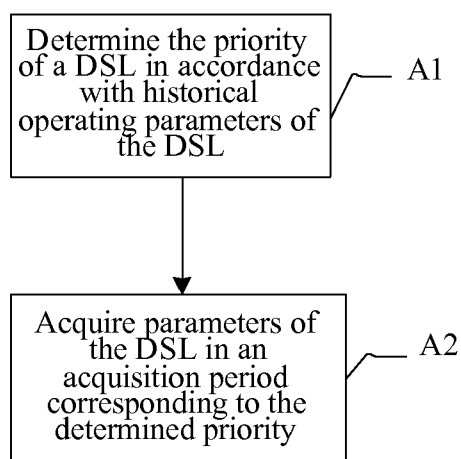 Determine the priority
of a DSL in accordance
with historical
operating parameters of
the DSL
A1
Acquire parameters of
the DSL in an
acquisition period
corresponding to the
determined priority
A2